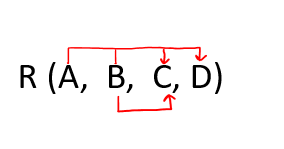 R (A, B, C, D)